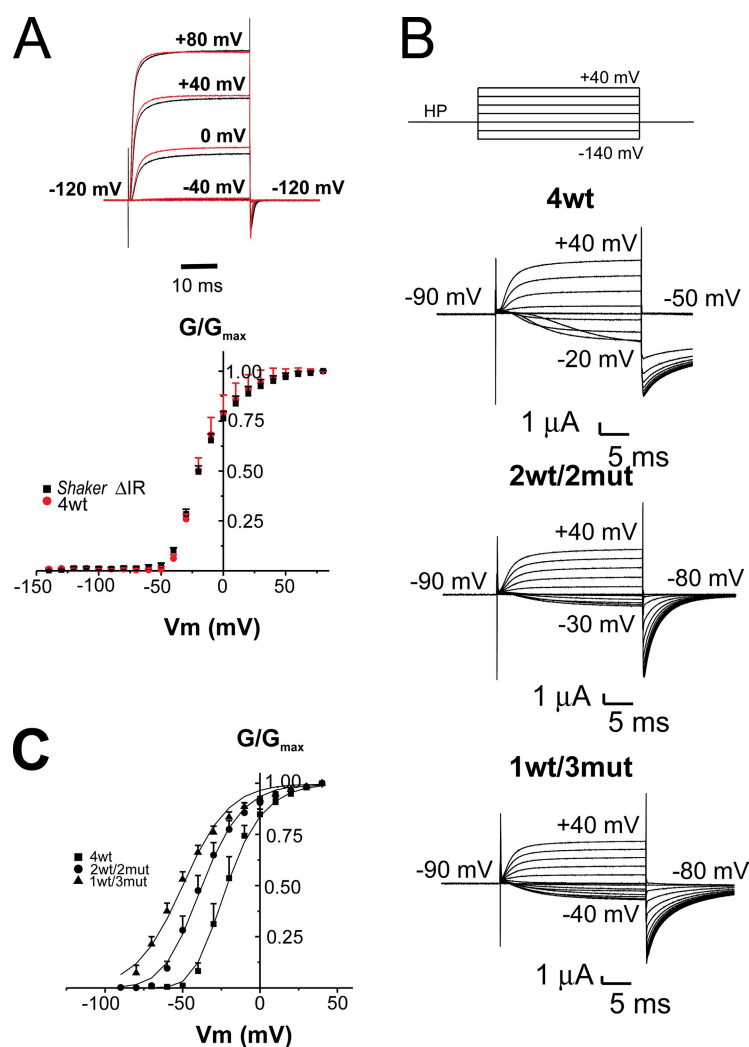 A
+80 mV
+40 mV
0 mV
-40 mV
-120 mV
-120 mV
10 ms
G/Gmax
1.00
0.75
0.50
0.25
Shaker ΔIR
4wt
-150
-100
-50
0
50
Vm (mV)
B
+40 mV
HP
-140 mV
4wt
+40 mV
-90 mV
-50 mV
-20 mV
1 μA
5 ms
2wt/2mut
+40 mV
-90 mV
-80 mV
-30 mV
1 μA
5 ms
1wt/3mut
+40 mV
-90 mV
-80 mV
-40 mV
1 μA
5 ms
C
G/Gmax
1.00
0.75
0.50
0.25
4wt
2wt/2mut
1wt/3mut
-100
-50
0
50
Vm (mV)